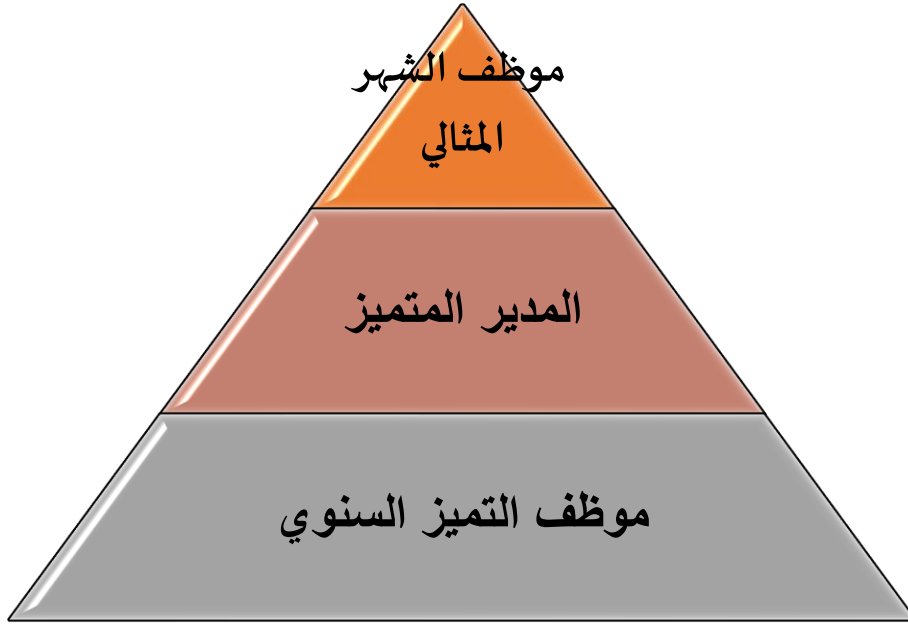 موظف الشهر
المثالي
المدير المتميز
موظف التميز السنوي